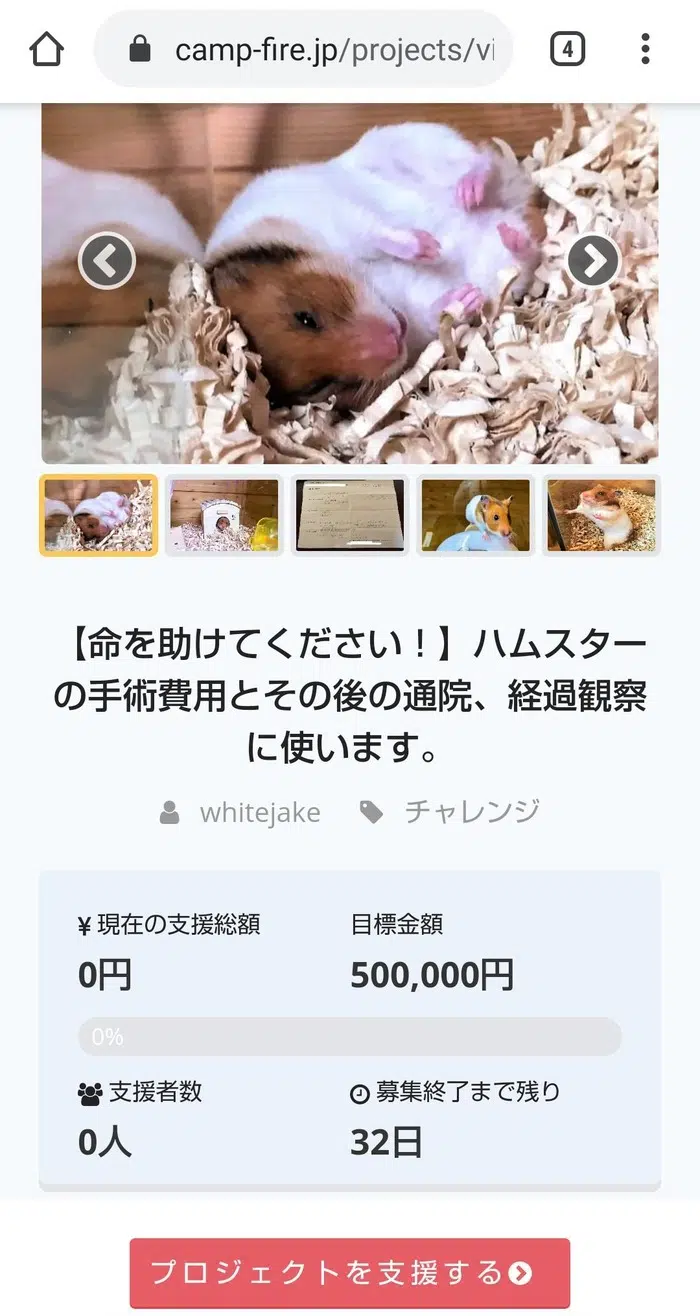 camp-fire.jp/projects/vi
4
【命を助けてください！】ハムスター
の手術費用とその後の通院、経過観察
に使います。
whitejake チャレンジ
¥ 現在の支援総額 目標金額
0円 500,000円
0%
支援者数 募集終了まで残り
0人 32日
プロジェクトを支援する